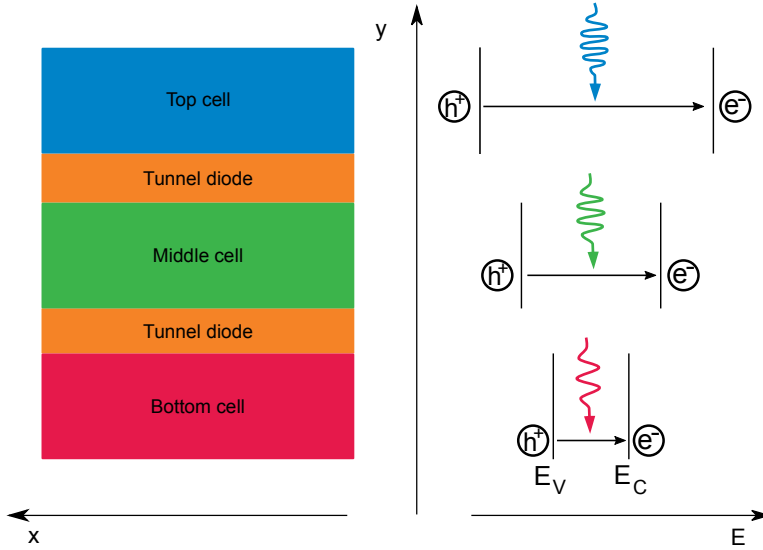 y
Top cell
h+
e-
Tunnel diode
Middle cell
h+
e-
Tunnel diode
Bottom cell
h+
e-
EV
EC
x
E